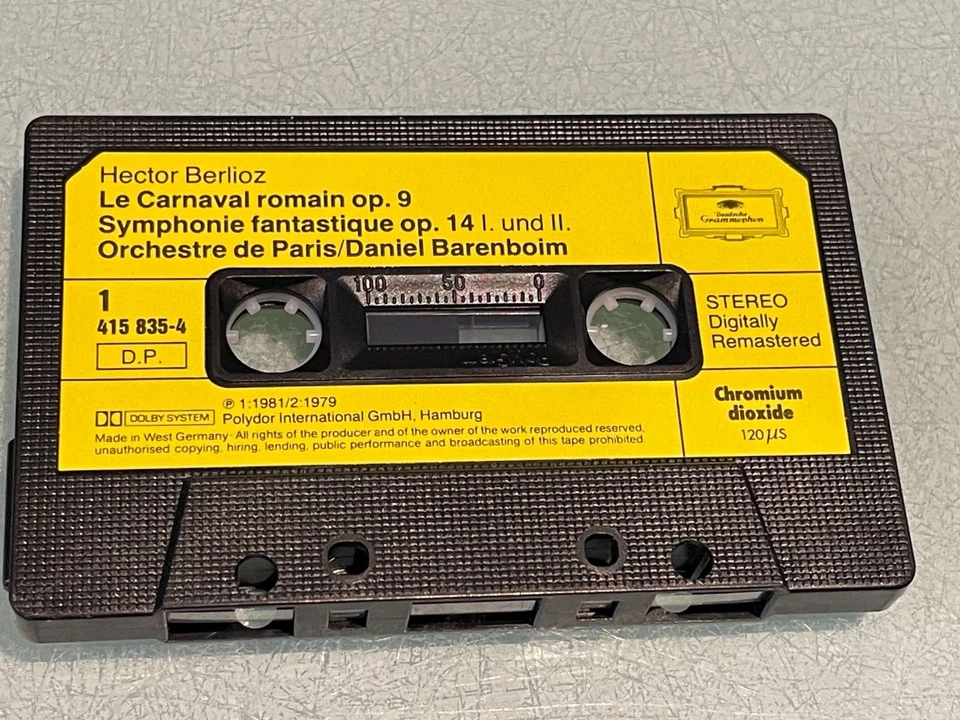 Hector Berlioz
Le Carnaval romain op. 9
Symphonie fantastique op. 14 I. und II.
Orchestre de Paris/Daniel Barenboim
Deutsche
Grammophon
100 50 0
1
415 835-4
D.P.
STEREO
Digitally
Remastered
DOLBY SYSTEM
℗ 1:1981/2:1979
Polydor International GmbH, Hamburg
Made in West Germany · All rights of the producer and of the owner of the work reproduced reserved,
unauthorised copying, hiring, lending, public performance and broadcasting of this tape prohibited.
Chromium
dioxide
120 µs